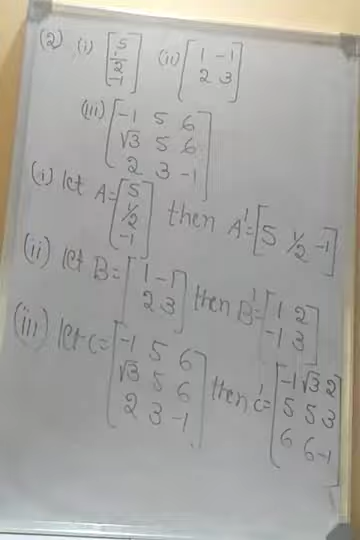 (2) (i) [5 1/2 -1] (ii) [1 -1
2 3]
(iii) [-1 5 6
√3 5 6
2 3 -1]
(i) let A = [5 1/2 -1] then A' = [5 1/2 -1]
(ii) let B = [1 -1
2 3] then B' = [1 2
-1 3]
(iii) let C = [-1 5 6
√3 5 6
2 3 -1] then C' = [-1 √3 2
5 5 3
6 6 -1]